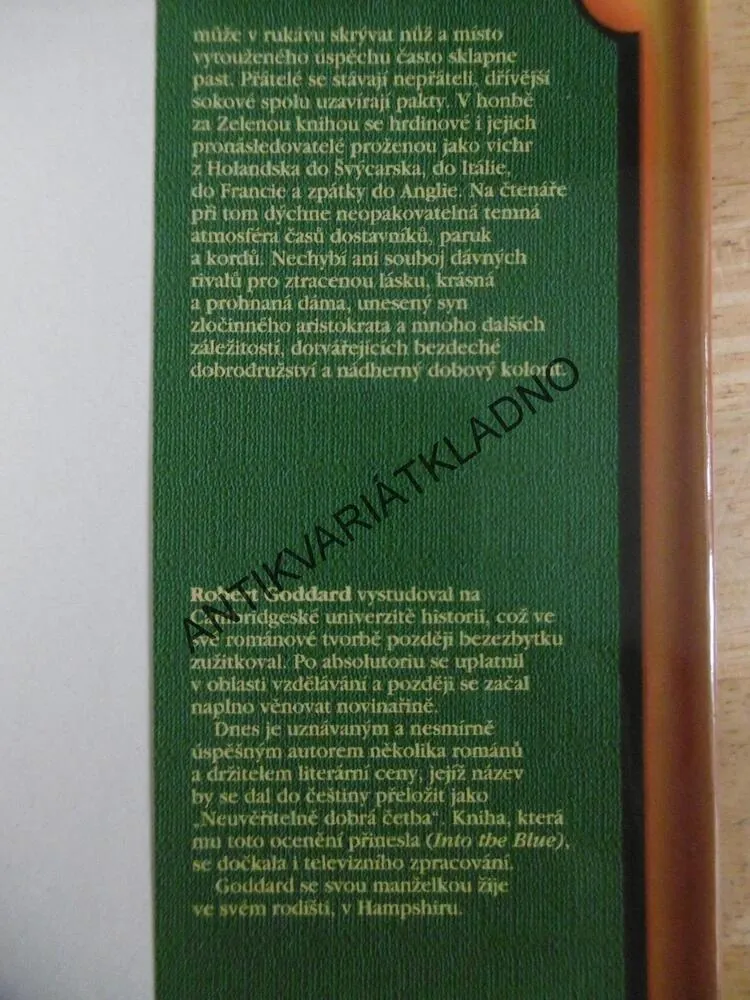 může v rukávu skrývat nůž a místo
vytouženého úspěchu často sklapne
past. Přátelé se stávají nepřáteli, dřívější
sokové spolu uzavírají pakty. V honbě
za Zelenou knihou se hrdinové i jejich
pronásledovatelé proženou jako vichr
z Holandska do Švýcarska, do Itálie,
do Francie a zpátky do Anglie. Na čtenáře
při tom dýchne neopakovatelná temná
atmosféra časů dostavníků, paruk
a kordů. Nechybí ani souboj dávných
rivalů pro ztracenou lásku, krásná
a prohnaná dáma, unesený syn
zločinného aristokrata a mnoho dalších
záležitostí, dotvářejících bezdeché
dobrodružství a nádherný dobový kolorit.
ANTIKVARIÁTKLADNO
Robert Goddard vystudoval na
Cambridgeské univerzitě historii, což ve
své románové tvorbě později bezezbytku
zužitkoval. Po absolutoriu se uplatnil
v oblasti vzdělávání a později se začal
naplno věnovat novinařině.
Dnes je uznávaným a nesmírně
úspěšným autorem několika románů
a držitelem literární ceny, jejíž název
by se dal do češtiny přeložit jako
„Neuvěřitelně dobrá četba“. Kniha, která
mu toto ocenění přinesla (Into the Blue),
se dočkala i televizního zpracování.
Goddard se svou manželkou žije
ve svém rodišti, v Hampshiru.